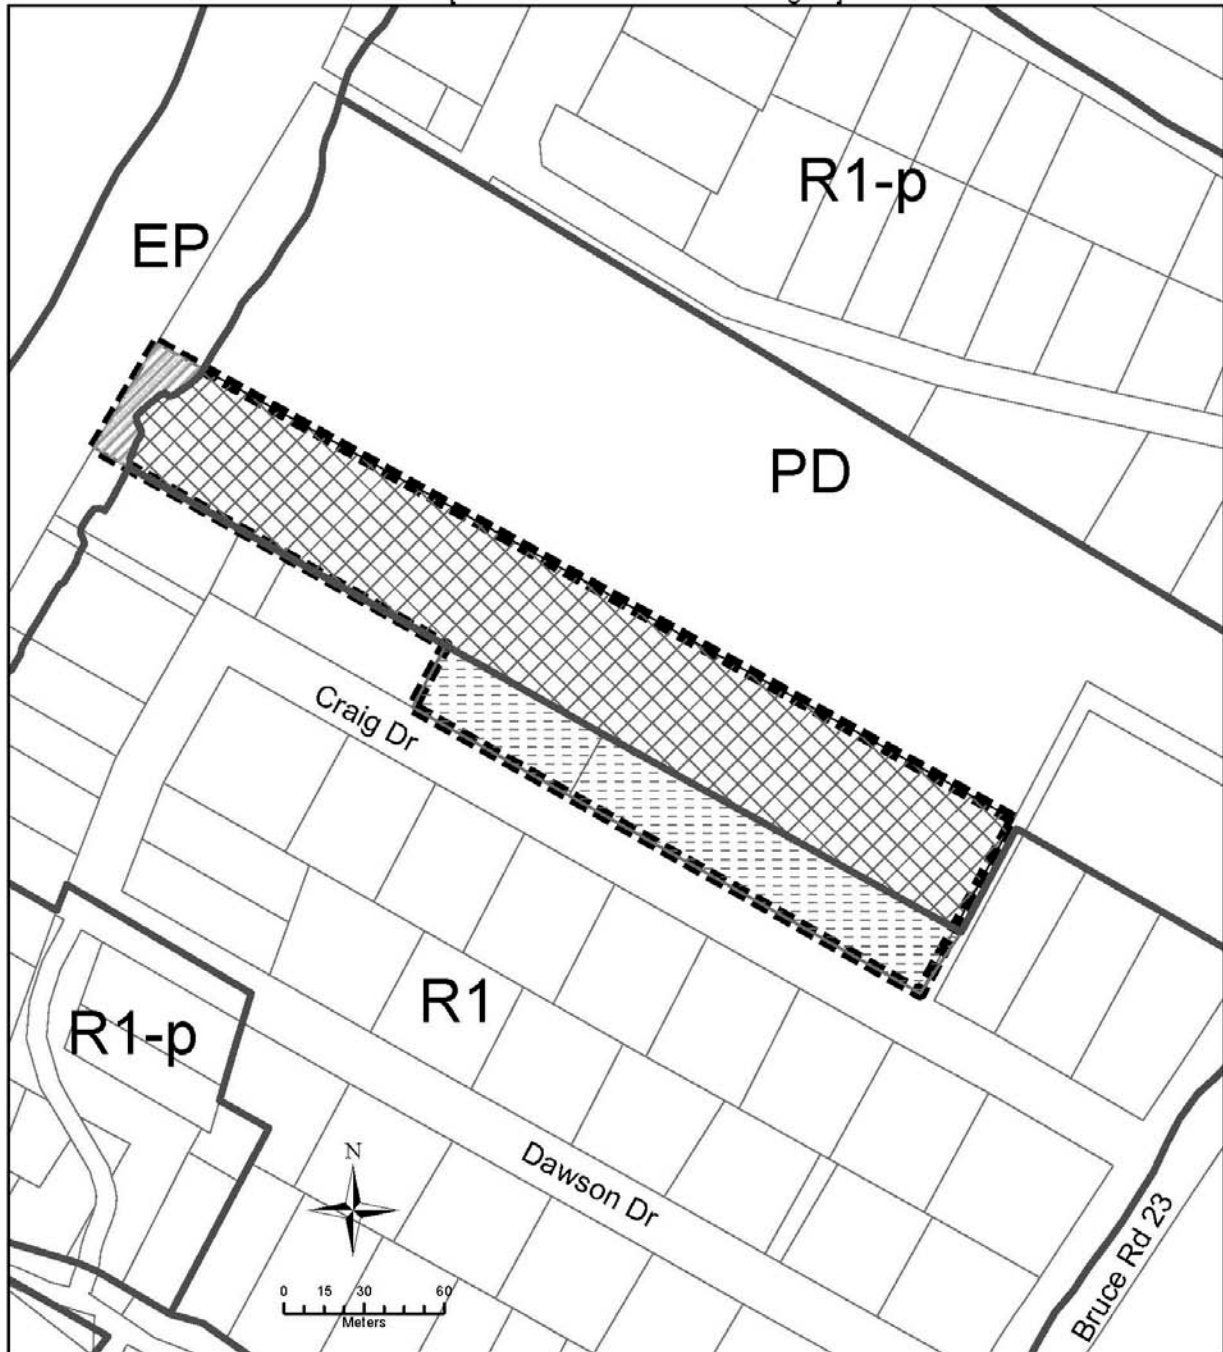 R1-p
EP
PD
Craig Dr
R1
R1-p
N
Dawson Dr
0 15 30 60
Meters
Bruce Rd 23